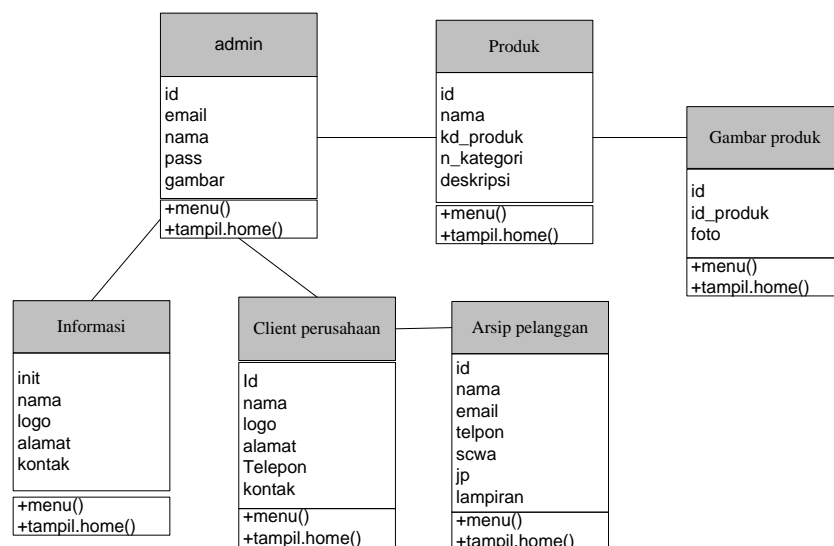 admin
id
email
nama
pass
gambar
+menu()
+tampil.home()
Produk
id
nama
kd_produk
n_kategori
deskripsi
+menu()
+tampil.home()
Gambar produk
id
id_produk
foto
+menu()
+tampil.home()
Informasi
init
nama
logo
alamat
kontak
+menu()
+tampil.home()
Client perusahaan
Id
nama
logo
alamat
Telepon
kontak
+menu()
+tampil.home()
Arsip pelanggan
id
nama
email
telpon
scwa
jp
lampiran
+menu()
+tampil.home()